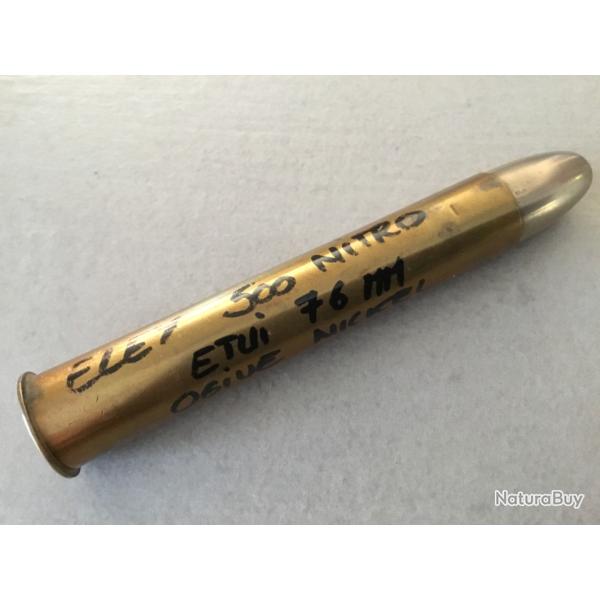 ELEY 500 NITRO
ETUI 76 MM
OGIVE NICKEL
NaturaBuy